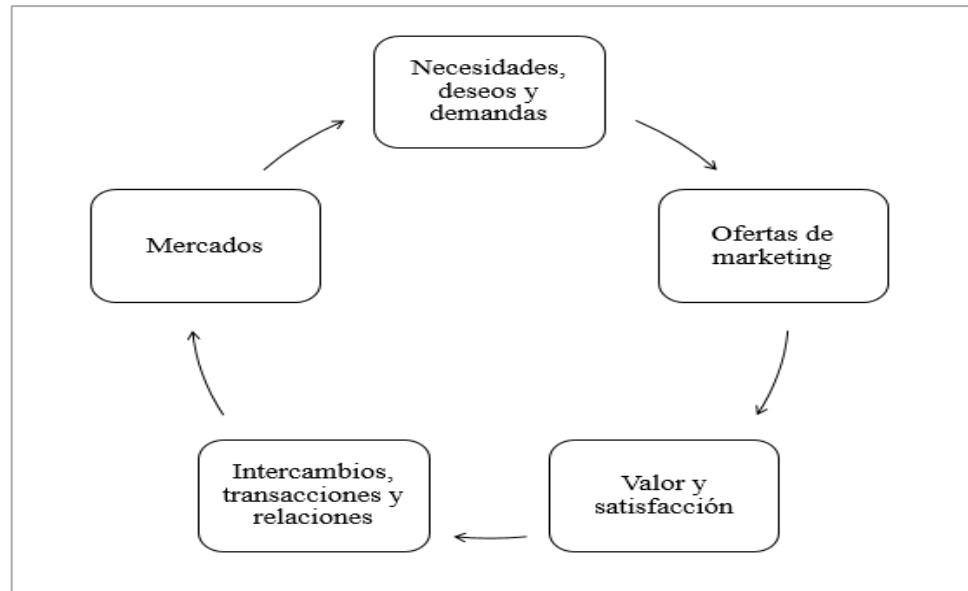 Necesidades,
deseos y
demandas
Ofertas de
marketing
Valor y
satisfacción
Intercambios,
transacciones y
relaciones
Mercados